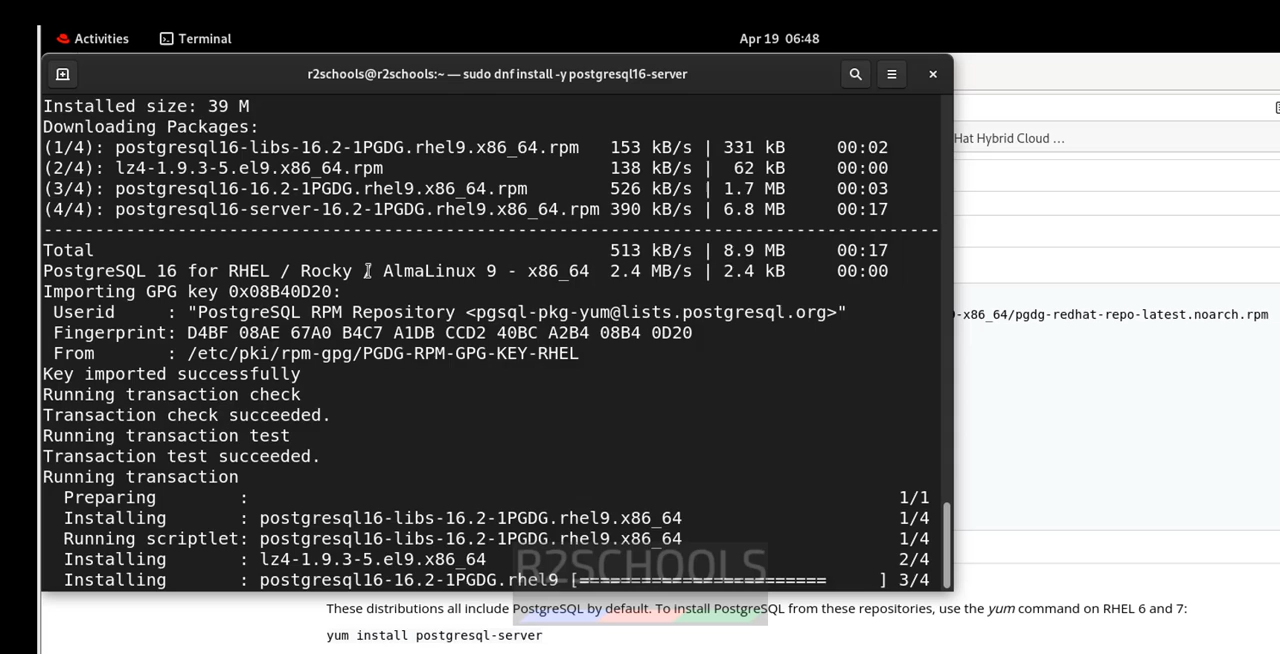 Activities Terminal Apr 19 06:48
r2schools@r2schools:~ — sudo dnf install -y postgresql16-server
Installed size: 39 M
Downloading Packages:
(1/4): postgresql16-libs-16.2-1PGDG.rhel9.x86_64.rpm 153 kB/s | 331 kB 00:02
Hat Hybrid Cloud …
(2/4): lz4-1.9.3-5.el9.x86_64.rpm 138 kB/s | 62 kB 00:00
(3/4): postgresql16-16.2-1PGDG.rhel9.x86_64.rpm 526 kB/s | 1.7 MB 00:03
(4/4): postgresql16-server-16.2-1PGDG.rhel9.x86_64.rpm 390 kB/s | 6.8 MB 00:17
--------------------------------------------------------------------------------
Total 513 kB/s | 8.9 MB 00:17
PostgreSQL 16 for RHEL / Rocky / AlmaLinux 9 - x86_64 2.4 MB/s | 2.4 kB 00:00
Importing GPG key 0x08B40D20:
Userid : "PostgreSQL RPM Repository <pgsql-pkg-yum@lists.postgresql.org>"
-x86_64/pgdg-redhat-repo-latest.noarch.rpm
Fingerprint: D4BF 08AE 67A0 B4C7 A1DB CCD2 40BC A2B4 08B4 0D20
From : /etc/pki/rpm-gpg/PGDG-RPM-GPG-KEY-RHEL
Key imported successfully
Running transaction check
Transaction check succeeded.
Running transaction test
Transaction test succeeded.
Running transaction
Preparing : 1/1
Installing : postgresql16-libs-16.2-1PGDG.rhel9.x86_64 1/4
Running scriptlet: postgresql16-libs-16.2-1PGDG.rhel9.x86_64 1/4
Installing : lz4-1.9.3-5.el9.x86_64 2/4
R2SCHOOLS
Installing : postgresql16-16.2-1PGDG.rhel9 [======================== ] 3/4
These distributions all include PostgreSQL by default. To install PostgreSQL from these repositories, use the yum command on RHEL 6 and 7:
yum install postgresql-server